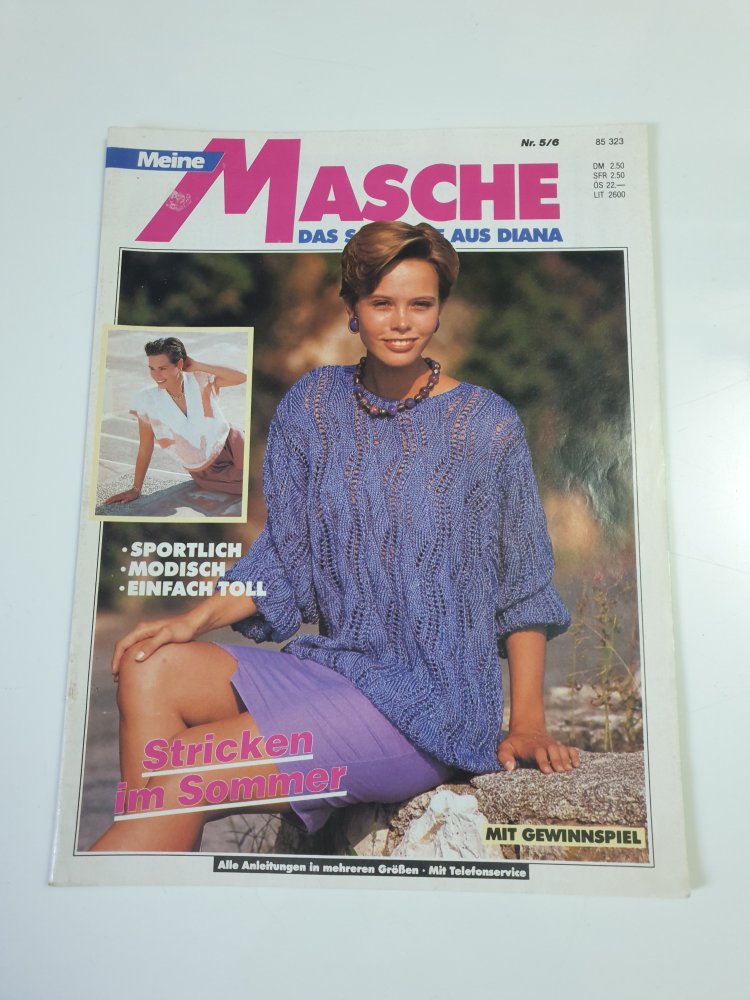 Meine
MASCHE
Nr. 5/6
85 323
DM 2.50
SFR 2.50
ÖS 22.—
LIT 2600
DAS AUS DIANA
· SPORTLICH
· MODISCH
· EINFACH TOLL
Stricken
im Sommer
MIT GEWINNSPIEL
Alle Anleitungen in mehreren Größen · Mit Telefonservice